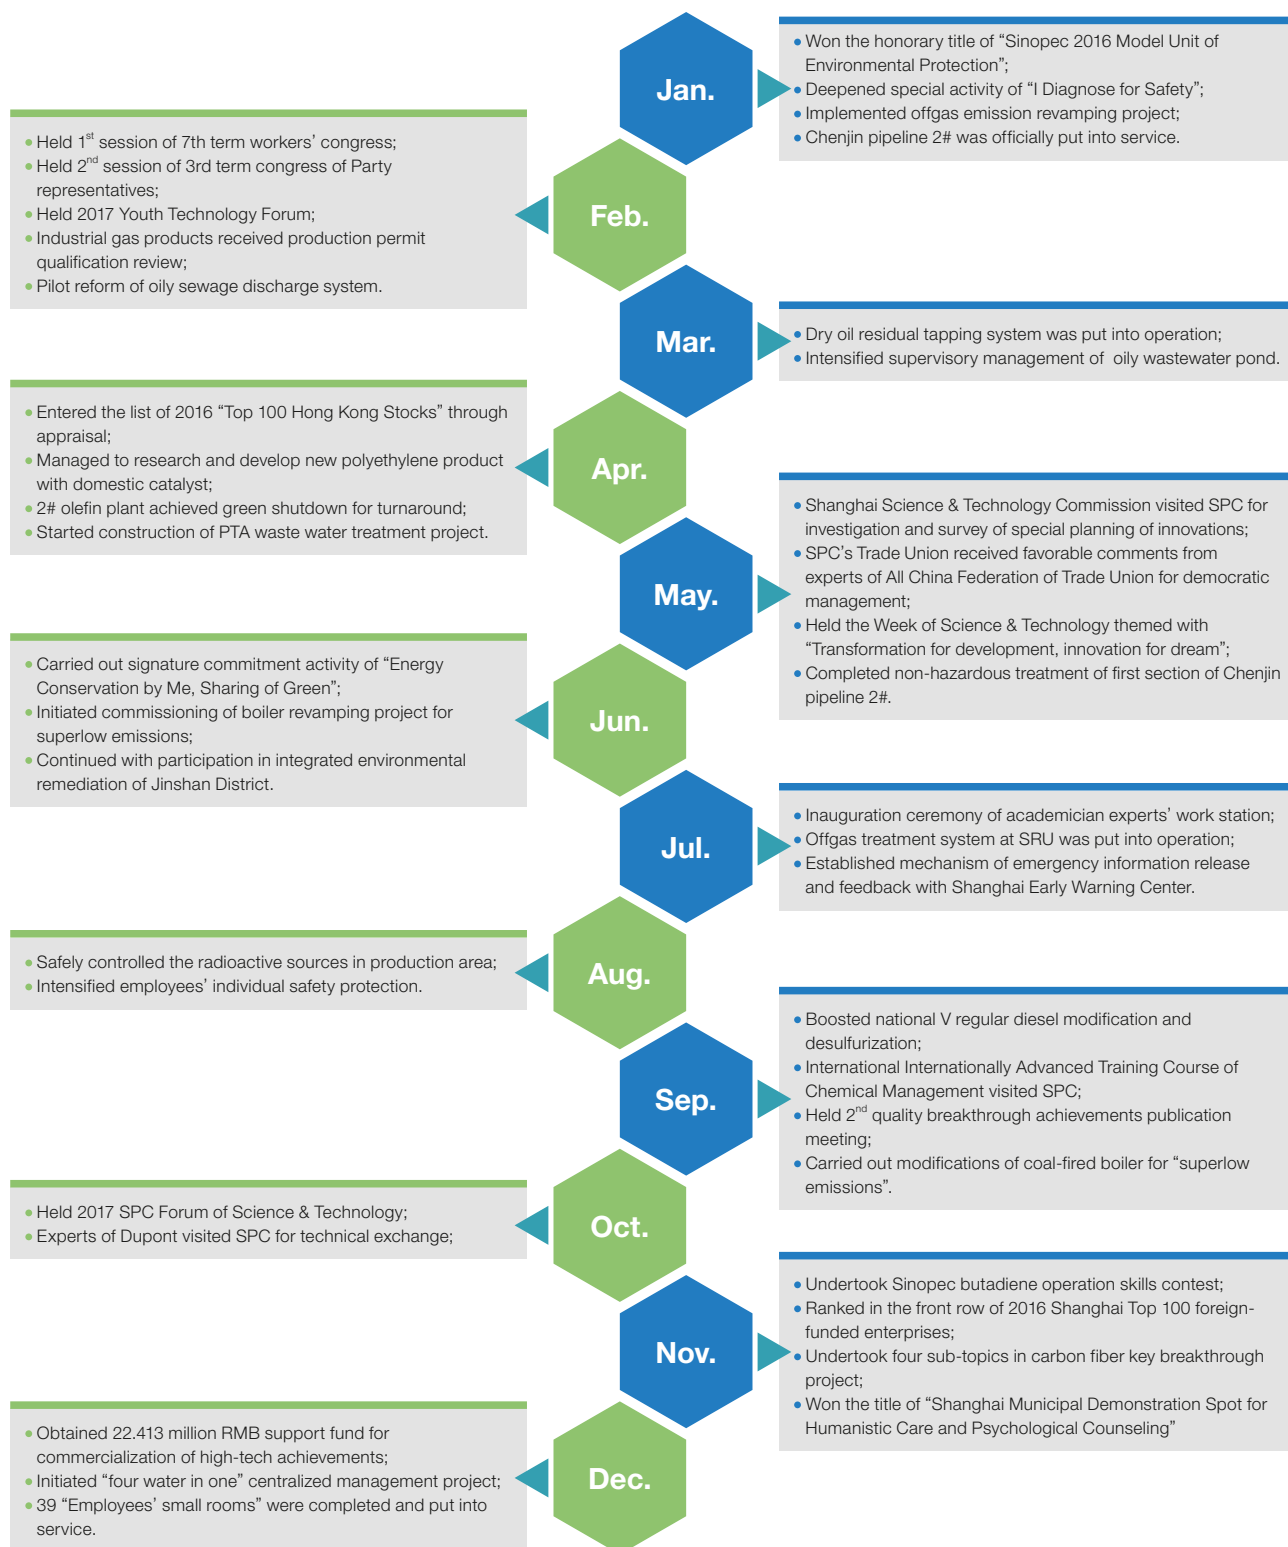 Jan.
• Won the honorary title of “Sinopec 2016 Model Unit of
Environmental Protection”;
• Deepened special activity of “I Diagnose for Safety”;
• Implemented offgas emission revamping project;
• Chenjin pipeline 2# was officially put into service.
• Held 1st session of 7th term workers’ congress;
• Held 2nd session of 3rd term congress of Party
representatives;
• Held 2017 Youth Technology Forum;
• Industrial gas products received production permit
qualification review;
• Pilot reform of oily sewage discharge system.
Feb.
Mar.
• Dry oil residual tapping system was put into operation;
• Intensified supervisory management of oily wastewater pond.
• Entered the list of 2016 “Top 100 Hong Kong Stocks” through
appraisal;
• Managed to research and develop new polyethylene product
with domestic catalyst;
• 2# olefin plant achieved green shutdown for turnaround;
• Started construction of PTA waste water treatment project.
Apr.
May.
• Shanghai Science & Technology Commission visited SPC for
investigation and survey of special planning of innovations;
• SPC’s Trade Union received favorable comments from
experts of All China Federation of Trade Union for democratic
management;
• Held the Week of Science & Technology themed with
“Transformation for development, innovation for dream”;
• Completed non-hazardous treatment of first section of Chenjin
pipeline 2#.
• Carried out signature commitment activity of “Energy
Conservation by Me, Sharing of Green”;
• Initiated commissioning of boiler revamping project for
superlow emissions;
• Continued with participation in integrated environmental
remediation of Jinshan District.
Jun.
Jul.
• Inauguration ceremony of academician experts’ work station;
• Offgas treatment system at SRU was put into operation;
• Established mechanism of emergency information release
and feedback with Shanghai Early Warning Center.
• Safely controlled the radioactive sources in production area;
• Intensified employees’ individual safety protection.
Aug.
Sep.
• Boosted national V regular diesel modification and
desulfurization;
• International Internationally Advanced Training Course of
Chemical Management visited SPC;
• Held 2nd quality breakthrough achievements publication
meeting;
• Carried out modifications of coal-fired boiler for “superlow
emissions”.
• Held 2017 SPC Forum of Science & Technology;
• Experts of Dupont visited SPC for technical exchange;
Oct.
Nov.
• Undertook Sinopec butadiene operation skills contest;
• Ranked in the front row of 2016 Shanghai Top 100 foreign-
funded enterprises;
• Undertook four sub-topics in carbon fiber key breakthrough
project;
• Won the title of “Shanghai Municipal Demonstration Spot for
Humanistic Care and Psychological Counseling”
• Obtained 22.413 million RMB support fund for
commercialization of high-tech achievements;
• Initiated “four water in one” centralized management project;
• 39 “Employees’ small rooms” were completed and put into
service.
Dec.